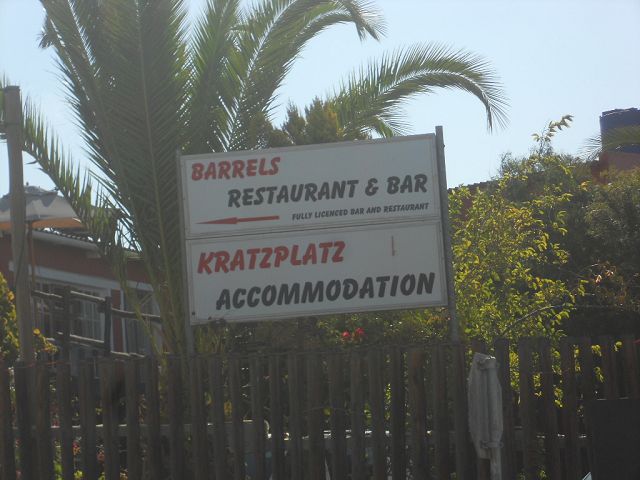 BARRELS
RESTAURANT & BAR
FULLY LICENCED BAR AND RESTAURANT
KRATZPLATZ
ACCOMMODATION